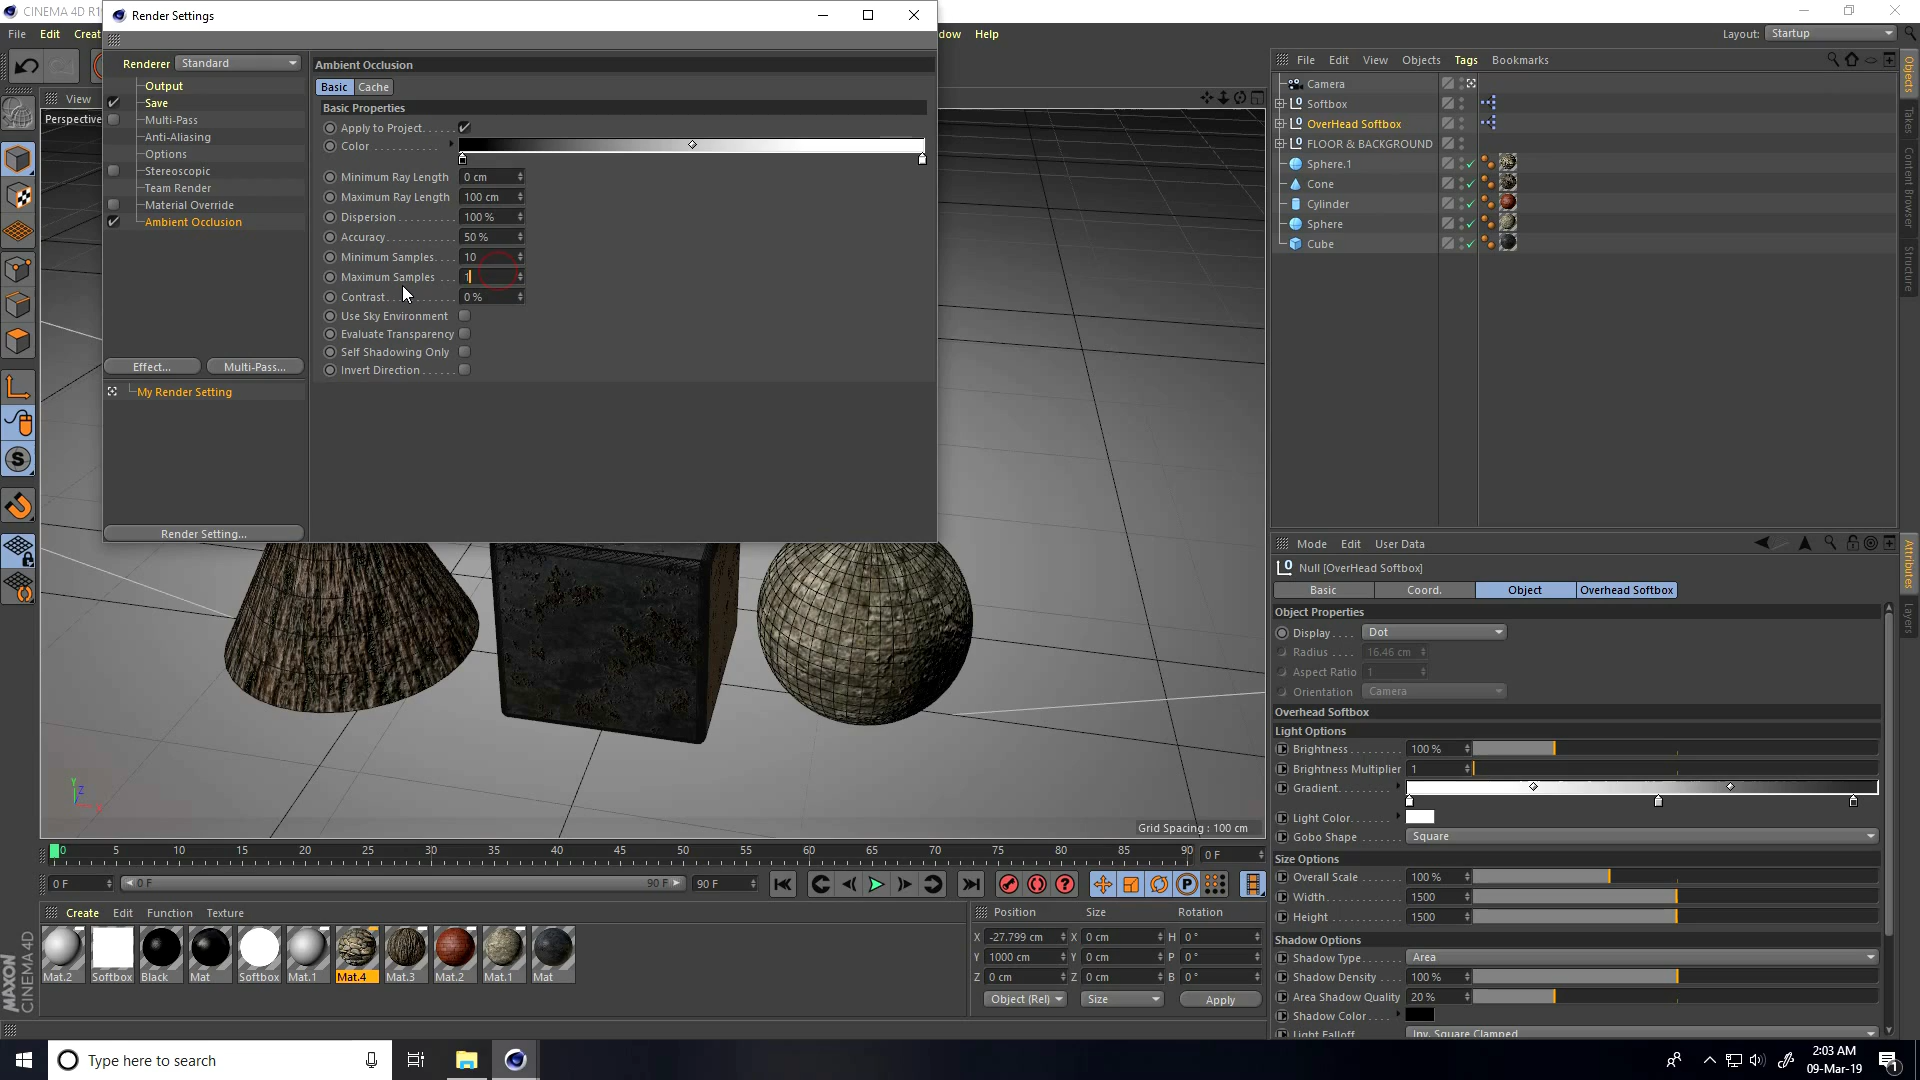 CINEMA 4D R1
Render Settings
File Edit Creat
dow Help
Layout: Startup
Renderer Standard
Output
Save
Multi-Pass
Anti-Aliasing
Options
Stereoscopic
Team Render
Material Override
Ambient Occlusion
Effect... Multi-Pass...
My Render Setting
Render Setting...
Ambient Occlusion
Basic Cache
Basic Properties
Apply to Project
Color
Minimum Ray Length 0 cm
Maximum Ray Length 100 cm
Dispersion 100 %
Accuracy 50 %
Minimum Samples 10
Maximum Samples 1
Contrast 0 %
Use Sky Environment
Evaluate Transparency
Self Shadowing Only
Invert Direction
View
Perspective
Grid Spacing : 100 cm
File Edit View Objects Tags Bookmarks
Camera
Softbox
OverHead Softbox
FLOOR & BACKGROUND
Sphere.1
Cone
Cylinder
Sphere
Cube
Objects
Takes
Content Browser
Structure
Mode Edit User Data
Null [OverHead Softbox]
Basic Coord. Object Overhead Softbox
Object Properties
Display Dot
Radius 16.46 cm
Aspect Ratio 1
Orientation Camera
Overhead Softbox
Light Options
Brightness 100 %
Brightness Multiplier 1
Gradient
Light Color
Gobo Shape Square
Size Options
Overall Scale 100 %
Width 1500
Height 1500
Shadow Options
Shadow Type Area
Shadow Density 100 %
Area Shadow Quality 20 %
Shadow Color
Light Falloff Inv. Square Clamped
Attributes
Layers
0 5 10 15 20 25 30 35 40 45 50 55 60 65 70 75 80 85 90 0 F
0 F 0 F 90 F 90 F
Create Edit Function Texture
Mat.2 Softbox Black Mat Softbox Mat.1 Mat.4 Mat.3 Mat.2 Mat.1 Mat
MAXON
CINEMA 4D
Position Size Rotation
X -27.799 cm X 0 cm H 0 °
Y 1000 cm Y 0 cm P 0 °
Z 0 cm Z 0 cm B 0 °
Object (Rel) Size Apply
Type here to search
2:03 AM
09-Mar-19
1